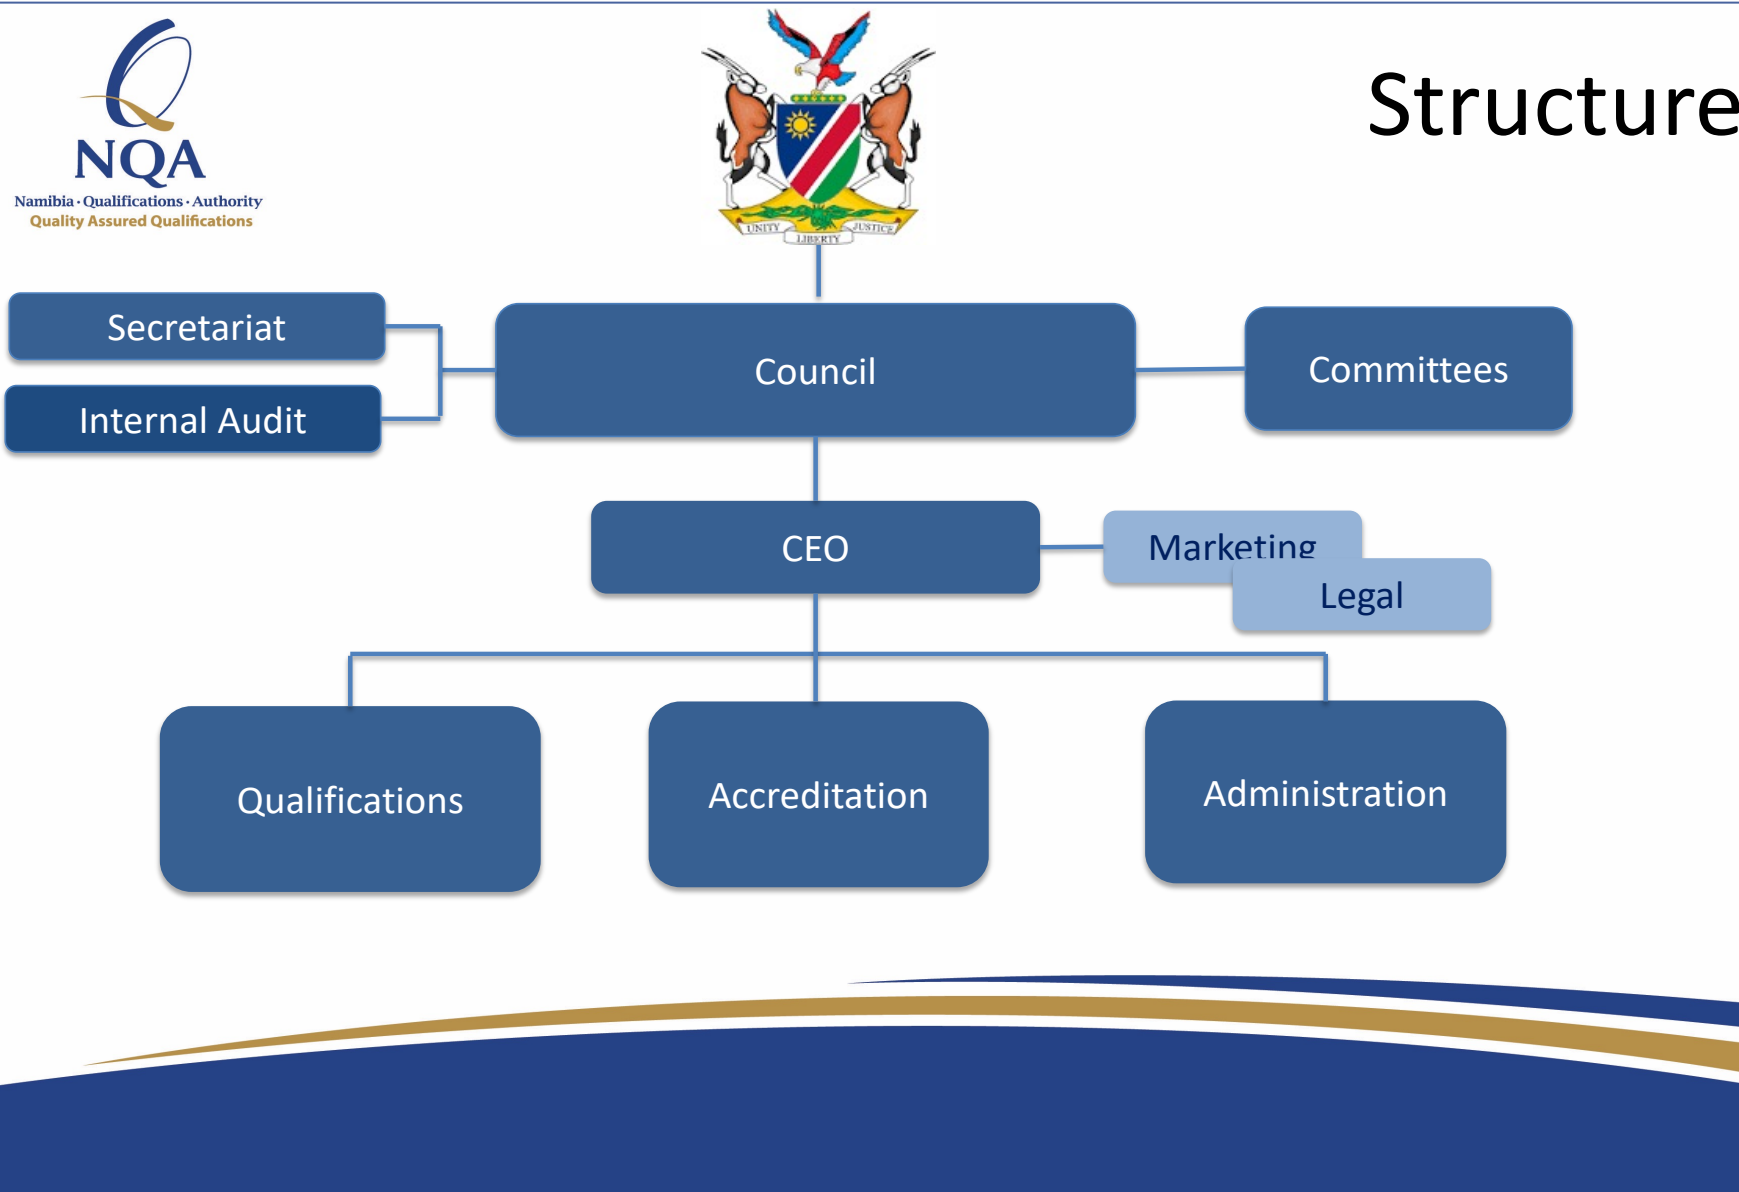 NQA
Namibia · Qualifications · Authority
Quality Assured Qualifications
UNITY
LIBERTY
JUSTICE
Structure
Secretariat
Internal Audit
Council
Committees
CEO
Marketing
Legal
Qualifications
Accreditation
Administration